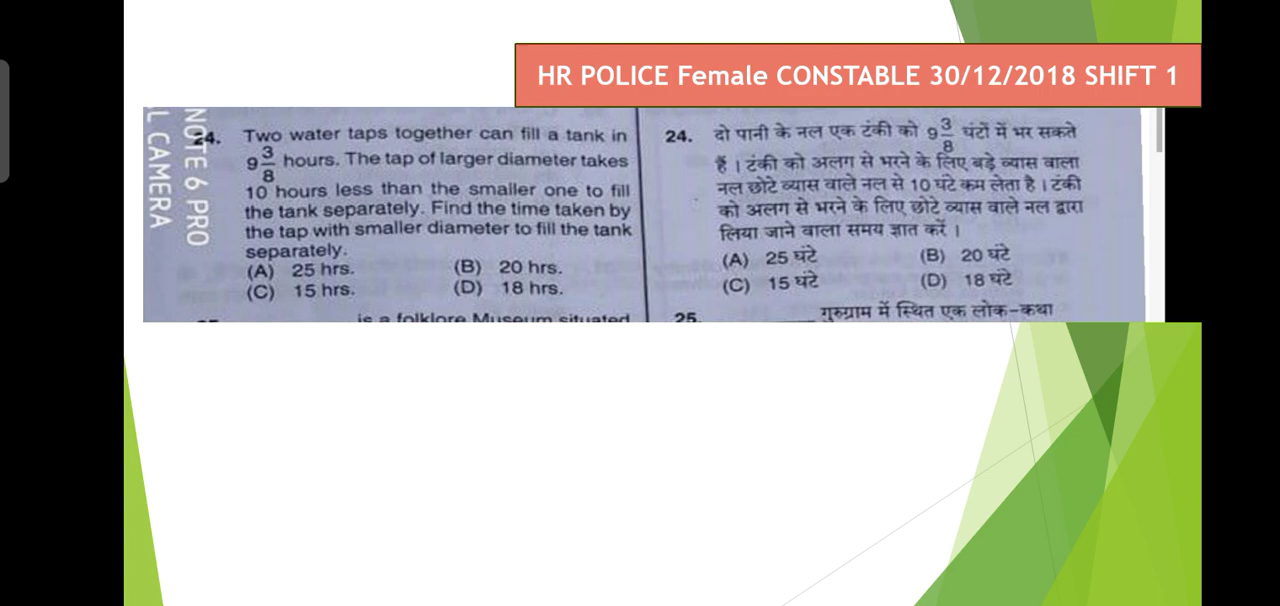 HR POLICE Female CONSTABLE 30/12/2018 SHIFT 1
NOTE 6 PRO
L CAMERA
24. Two water taps together can fill a tank in
9 3/8 hours. The tap of larger diameter takes
10 hours less than the smaller one to fill
the tank separately. Find the time taken by
the tap with smaller diameter to fill the tank
separately.
(A) 25 hrs. (B) 20 hrs.
(C) 15 hrs. (D) 18 hrs.
is a folklore Museum situated
24. दो पानी के नल एक टंकी को 9 3/8 घंटों में भर सकते
हैं । टंकी को अलग से भरने के लिए बड़े व्यास वाला
नल छोटे व्यास वाले नल से 10 घंटे कम लेता है । टंकी
को अलग से भरने के लिए छोटे व्यास वाले नल द्वारा
लिया जाने वाला समय ज्ञात करें ।
(A) 25 घंटे (B) 20 घंटे
(C) 15 घंटे (D) 18 घंटे
25. ________ गुरुग्राम में स्थित एक लोक-कथा